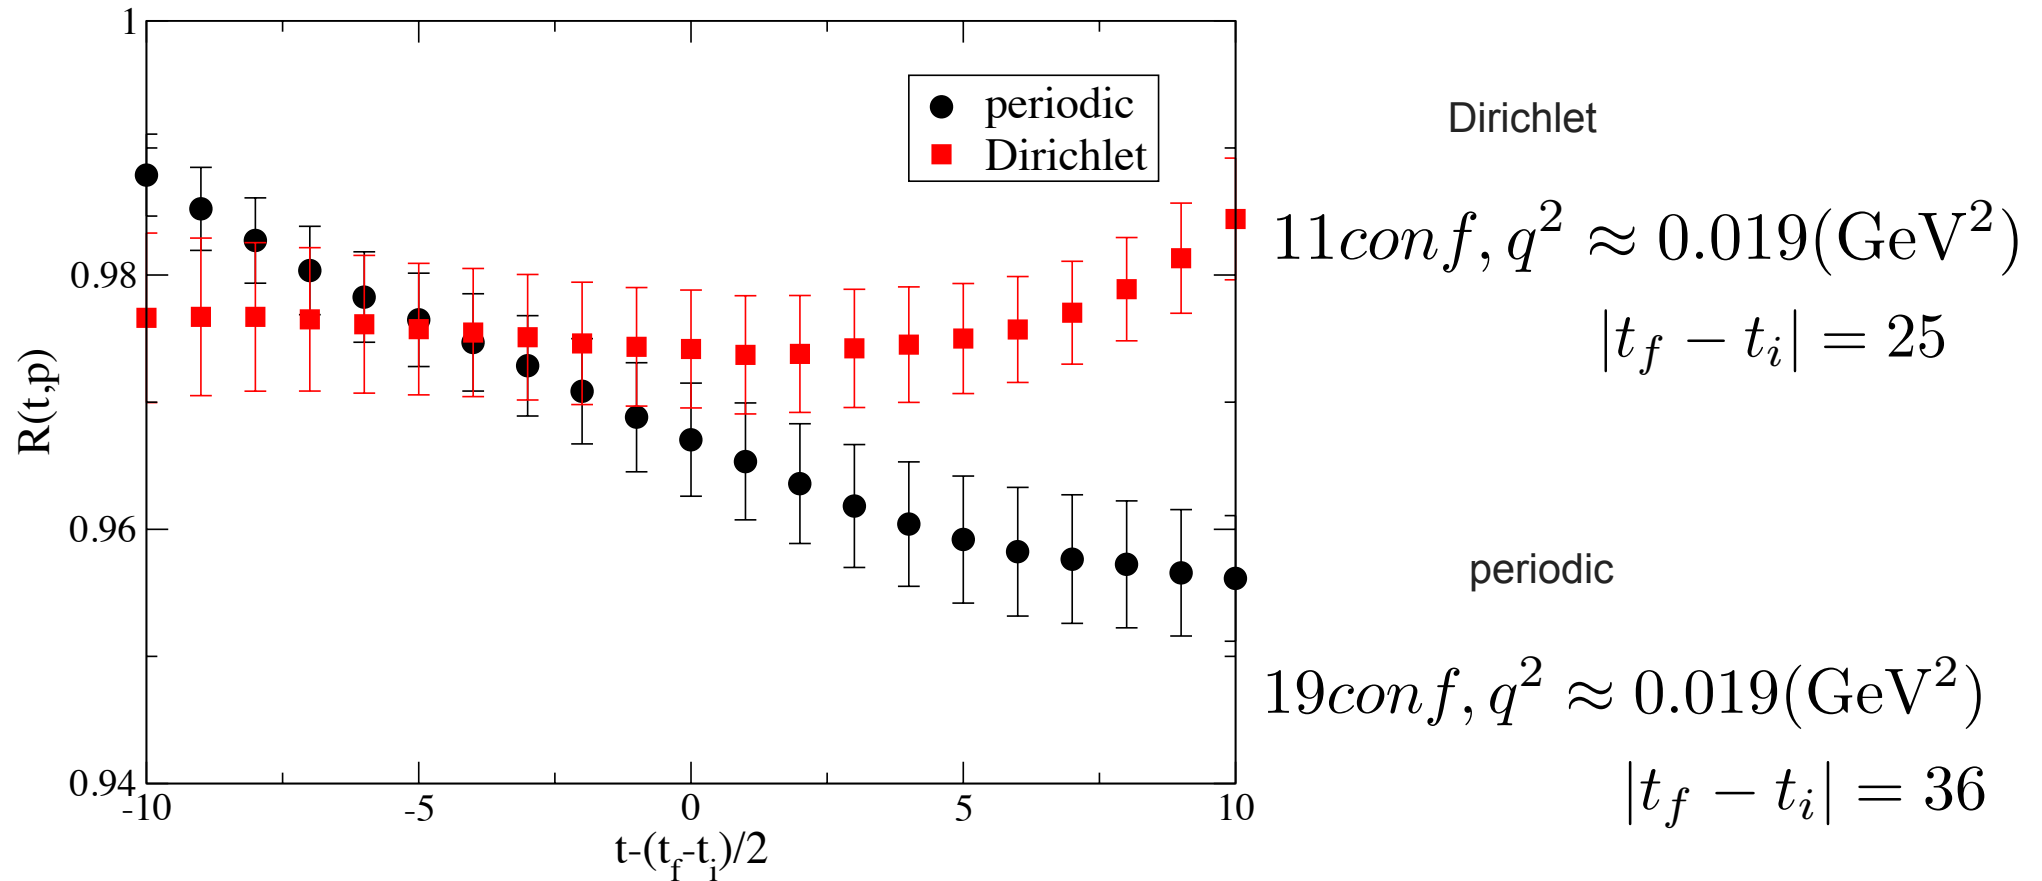 1
0.98
0.96
0.94
R(t,p)
-10 -5 0 5 10
t-(t_f-t_i)/2
periodic
Dirichlet
Dirichlet
11conf, q^2 ≈ 0.019(GeV^2)
|t_f − t_i| = 25
periodic
19conf, q^2 ≈ 0.019(GeV^2)
|t_f − t_i| = 36